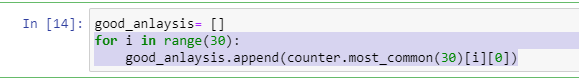 In [14]: good_anlaysis= []
for i in range(30):
    good_anlaysis.append(counter.most_common(30)[i][0])